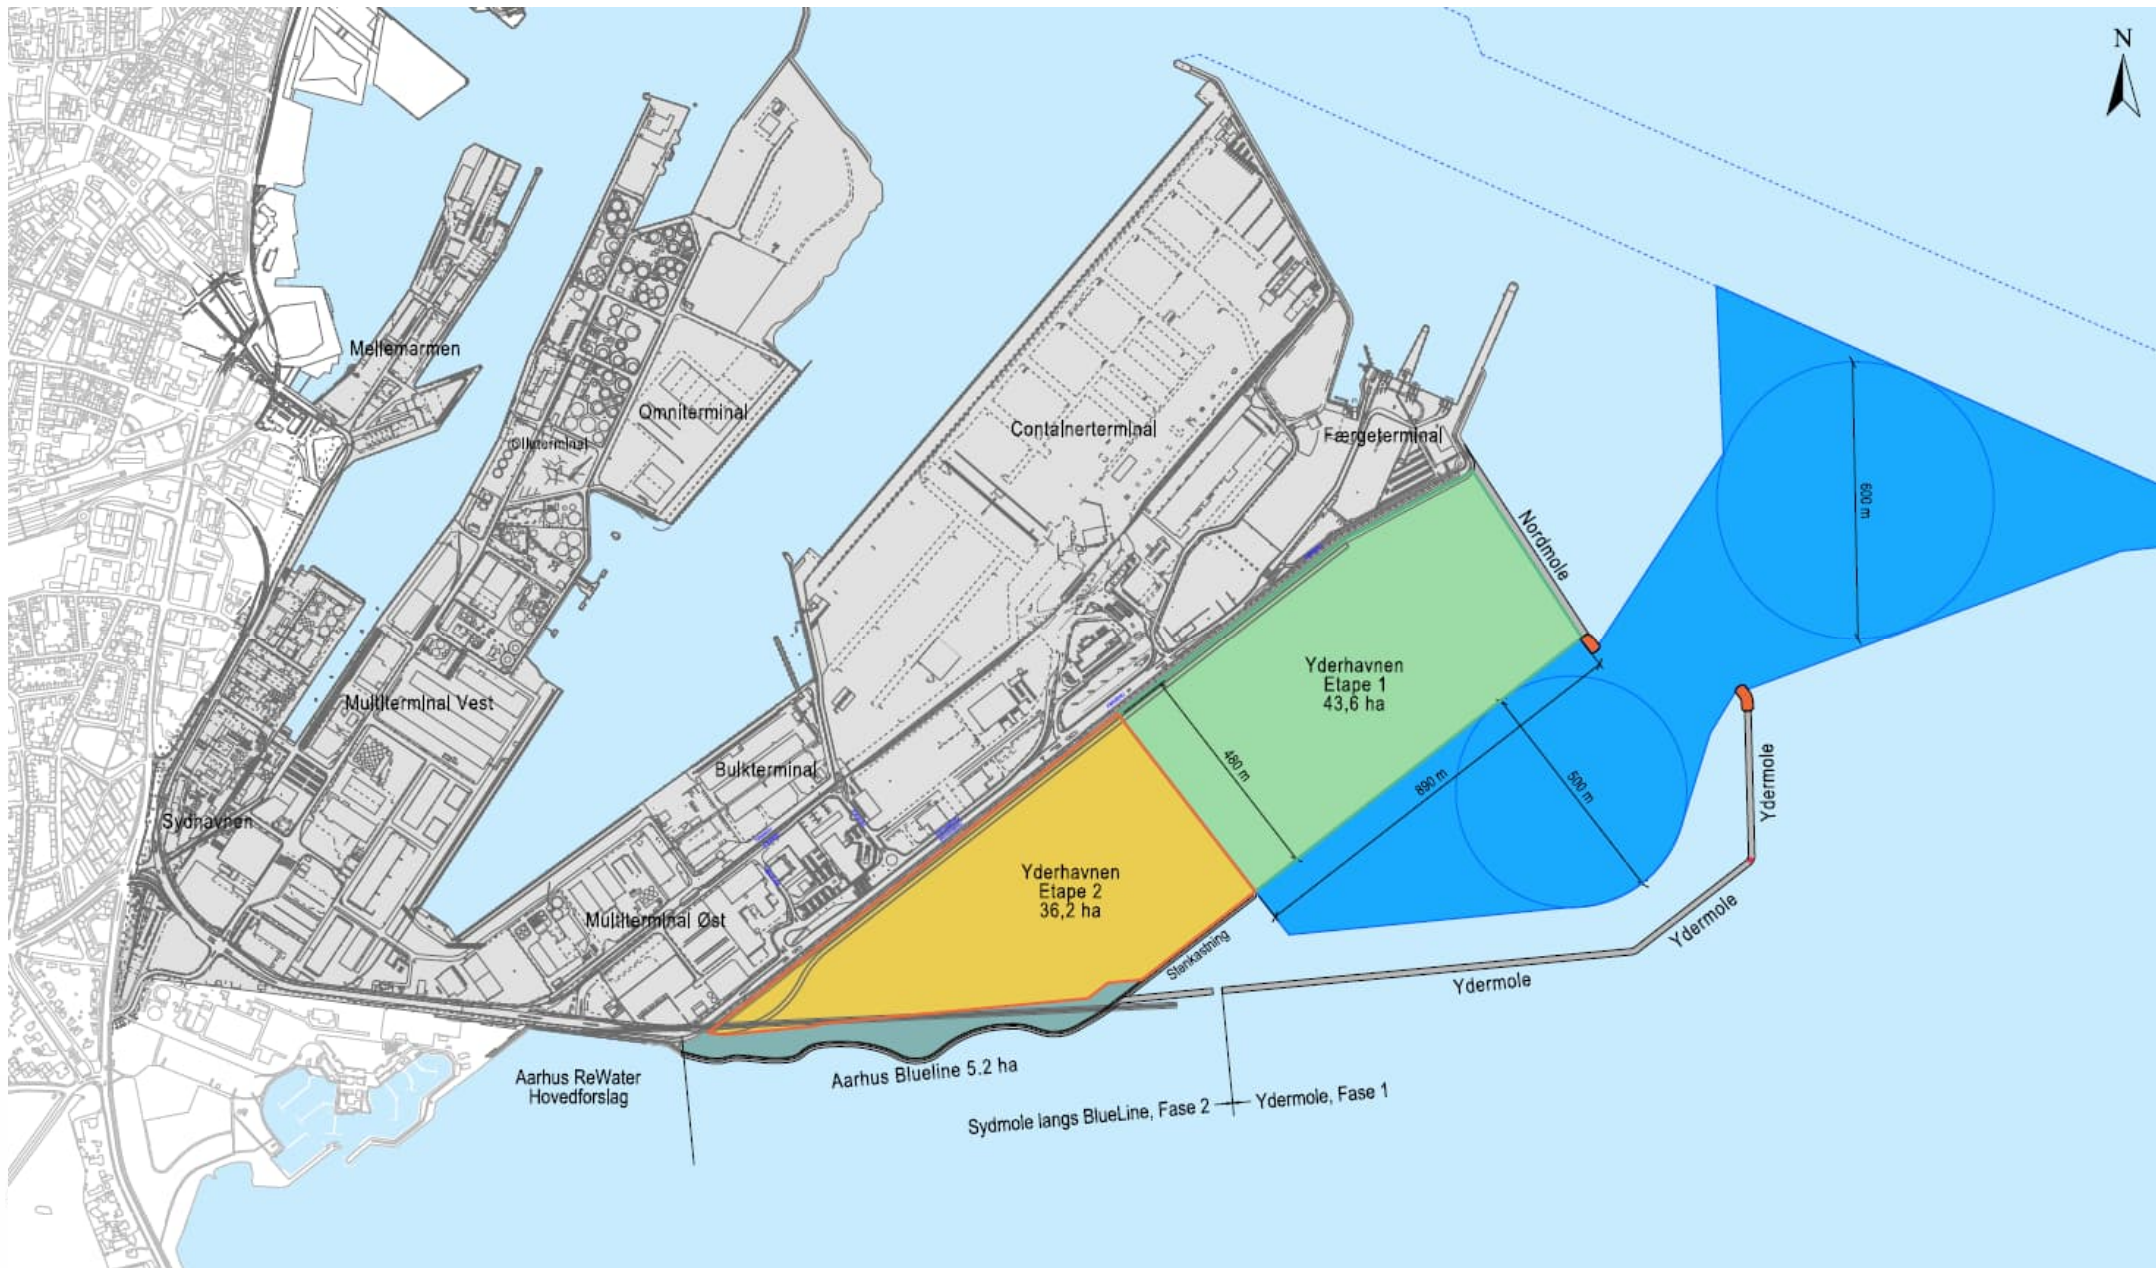 N
Mellemarmen
Omniterminal
Olieterminal
Containerterminal
Færgeterminal
600 m
Nordmole
Yderhavnen
Etape 1
43,6 ha
Multiterminal Vest
Bulkterminal
480 m
890 m
500 m
Ydermole
Sydhavnen
Yderhavnen
Etape 2
36,2 ha
Multiterminal Øst
Stenkastning
Ydermole
Ydermole
Aarhus ReWater
Hovedforslag
Aarhus Blueline 5.2 ha
Sydmole langs BlueLine, Fase 2
Ydermole, Fase 1